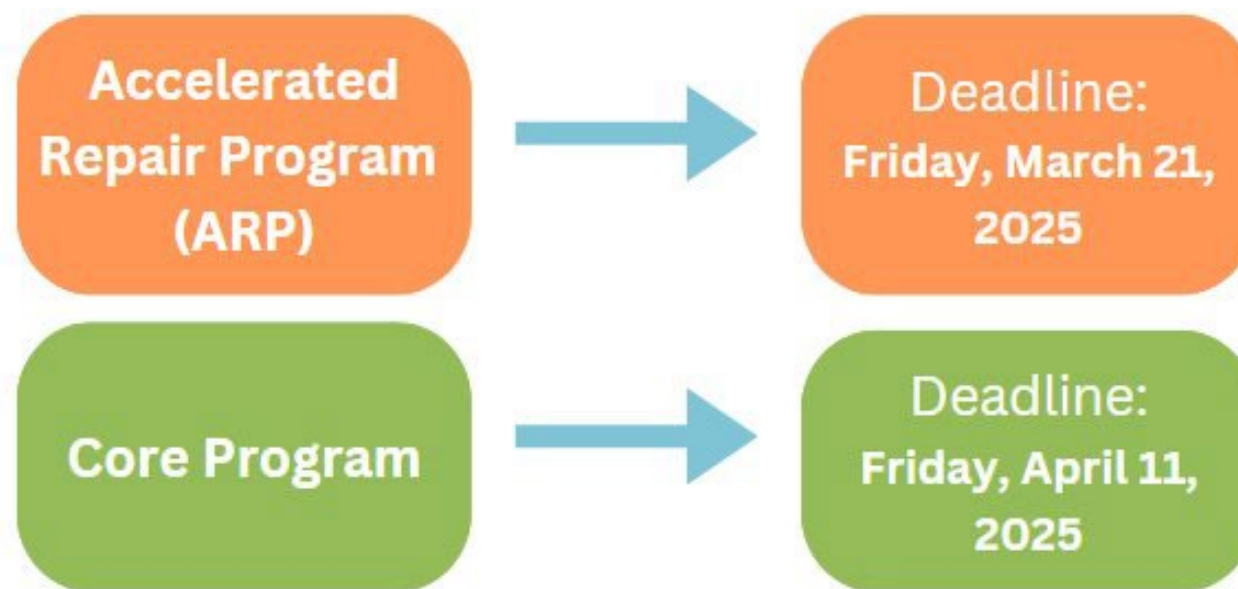 Accelerated
Repair Program
(ARP)
Deadline:
Friday, March 21,
2025
Core Program
Deadline:
Friday, April 11,
2025